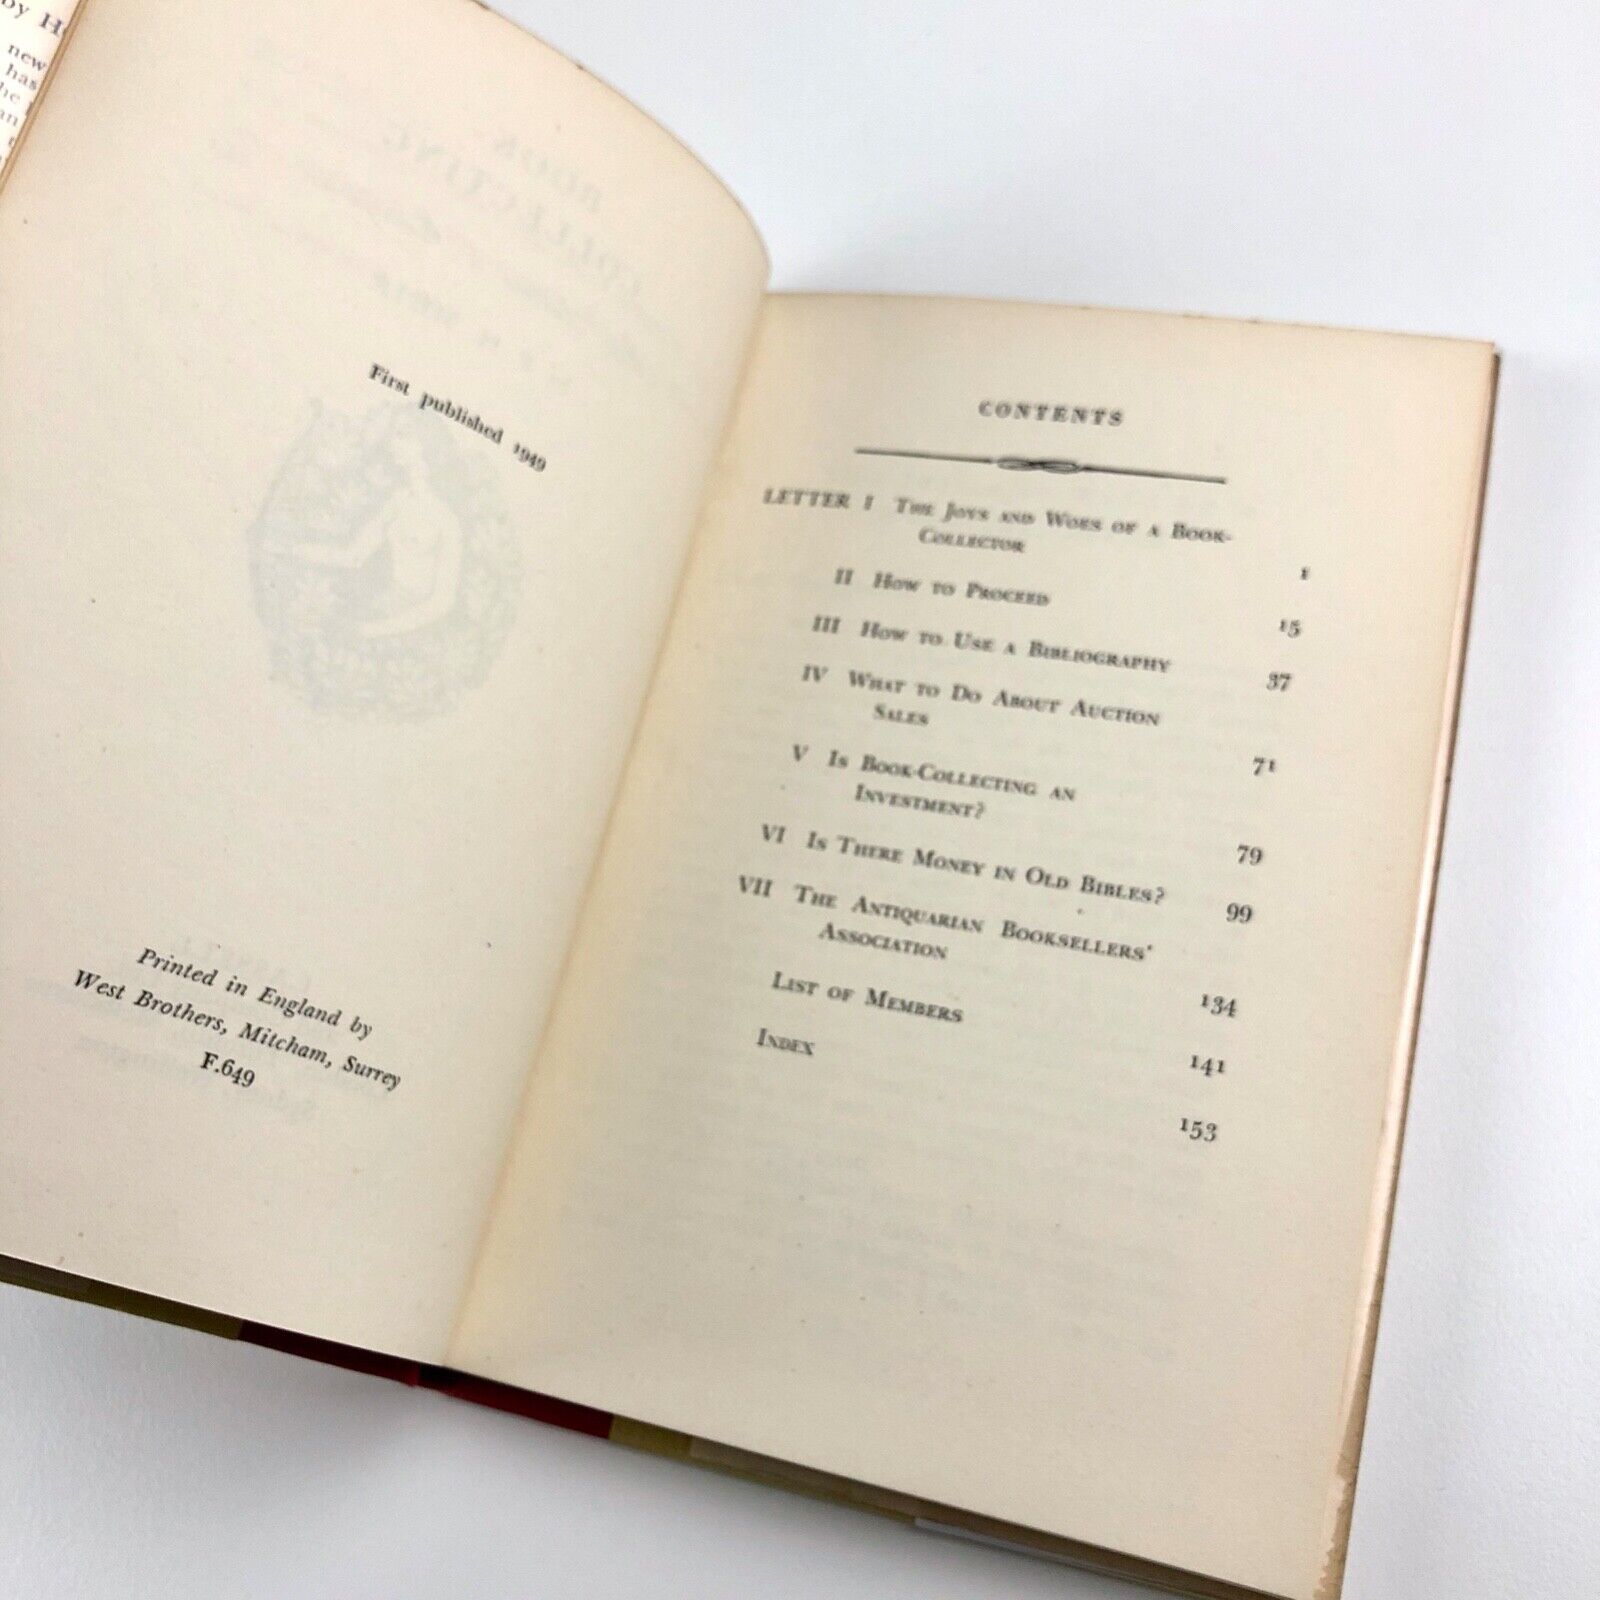 by
new
has
First published 1949
Printed in England by
West Brothers, Mitcham, Surrey
F.649
CONTENTS
LETTER I THE JOYS AND WOES OF A BOOK-
COLLECTOR 1
II HOW TO PROCEED 15
III HOW TO USE A BIBLIOGRAPHY 37
IV WHAT TO DO ABOUT AUCTION
SALES 71
V IS BOOK-COLLECTING AN
INVESTMENT? 79
VI IS THERE MONEY IN OLD BIBLES? 99
VII THE ANTIQUARIAN BOOKSELLERS'
ASSOCIATION 134
LIST OF MEMBERS 141
INDEX 153